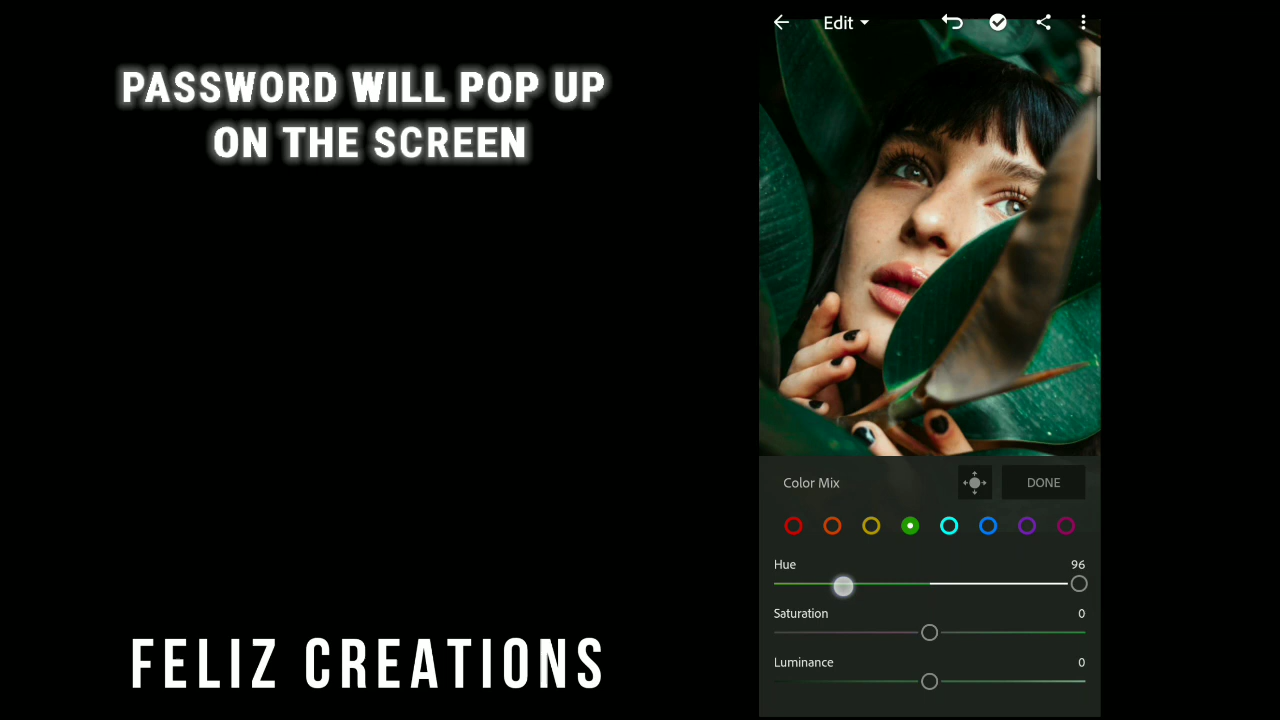 PASSWORD WILL POP UP
ON THE SCREEN
FELIZ CREATIONS
Edit
Color Mix
DONE
Hue 96
Saturation 0
Luminance 0